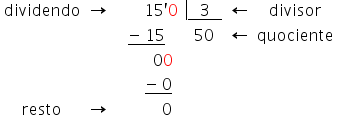 dividendo → 15'0 3 ← divisor
− 15 50 ← quociente
00
− 0
resto → 0